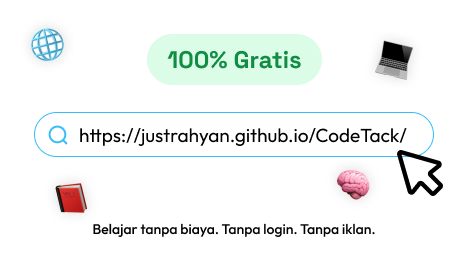 100% Gratis
https://justrahyan.github.io/CodeTack/
Belajar tanpa biaya. Tanpa login. Tanpa iklan.